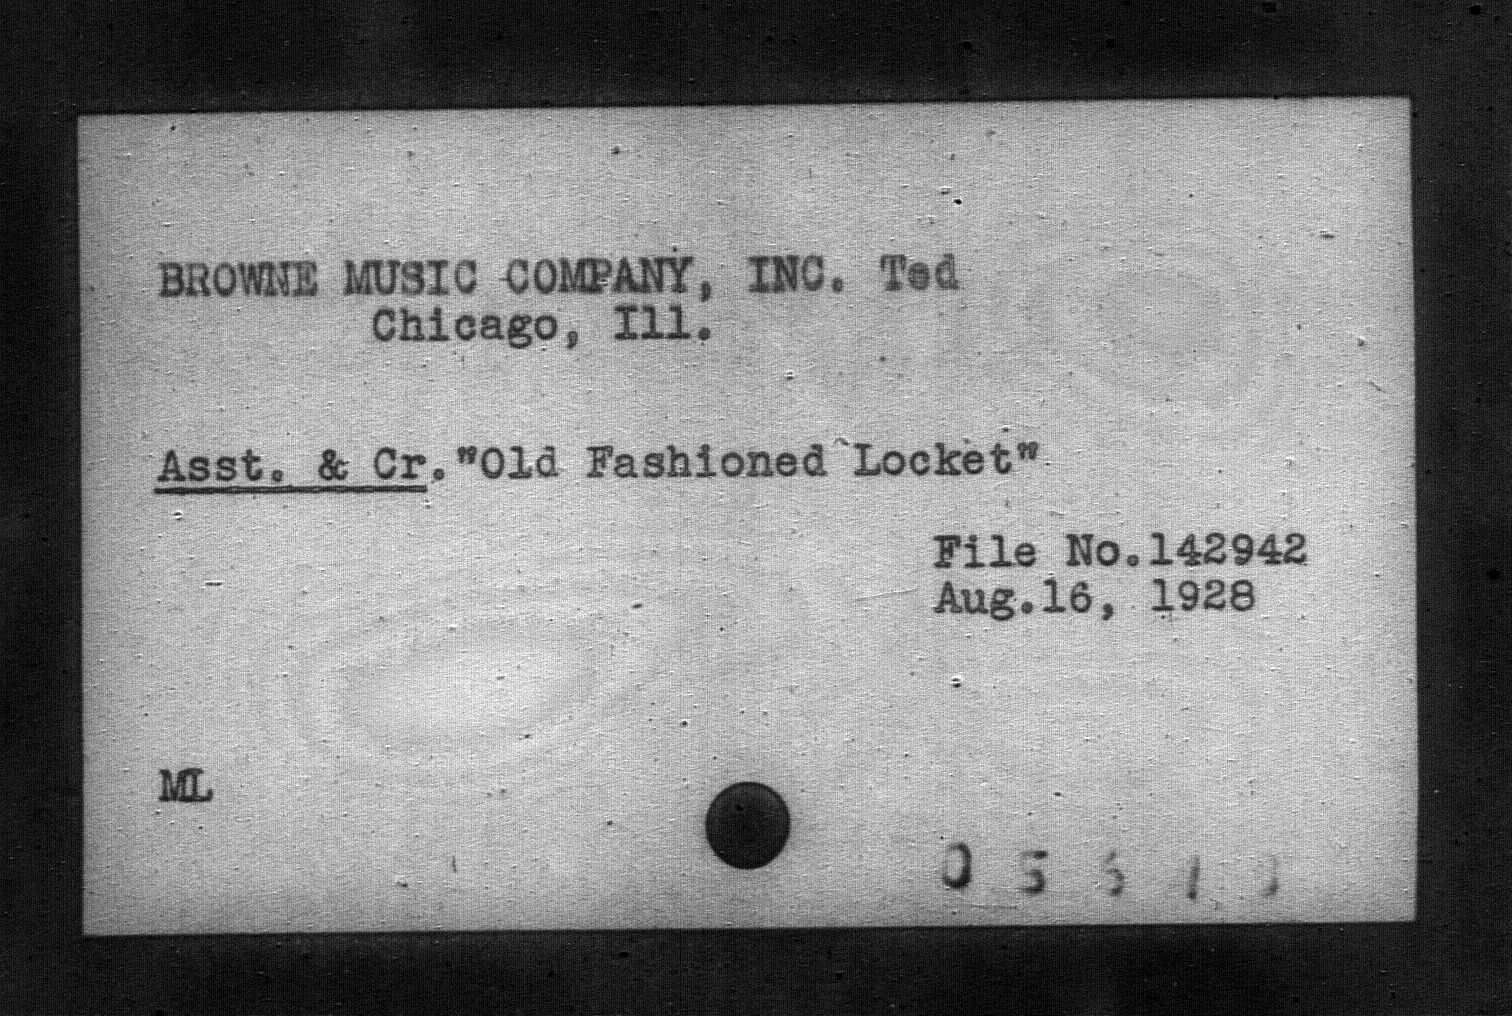 BROWNE MUSIC COMPANY, INC. Ted
Chicago, Ill.
Asst. & Cr. "Old Fashioned Locket"
File No.142942
Aug.16, 1928
ML